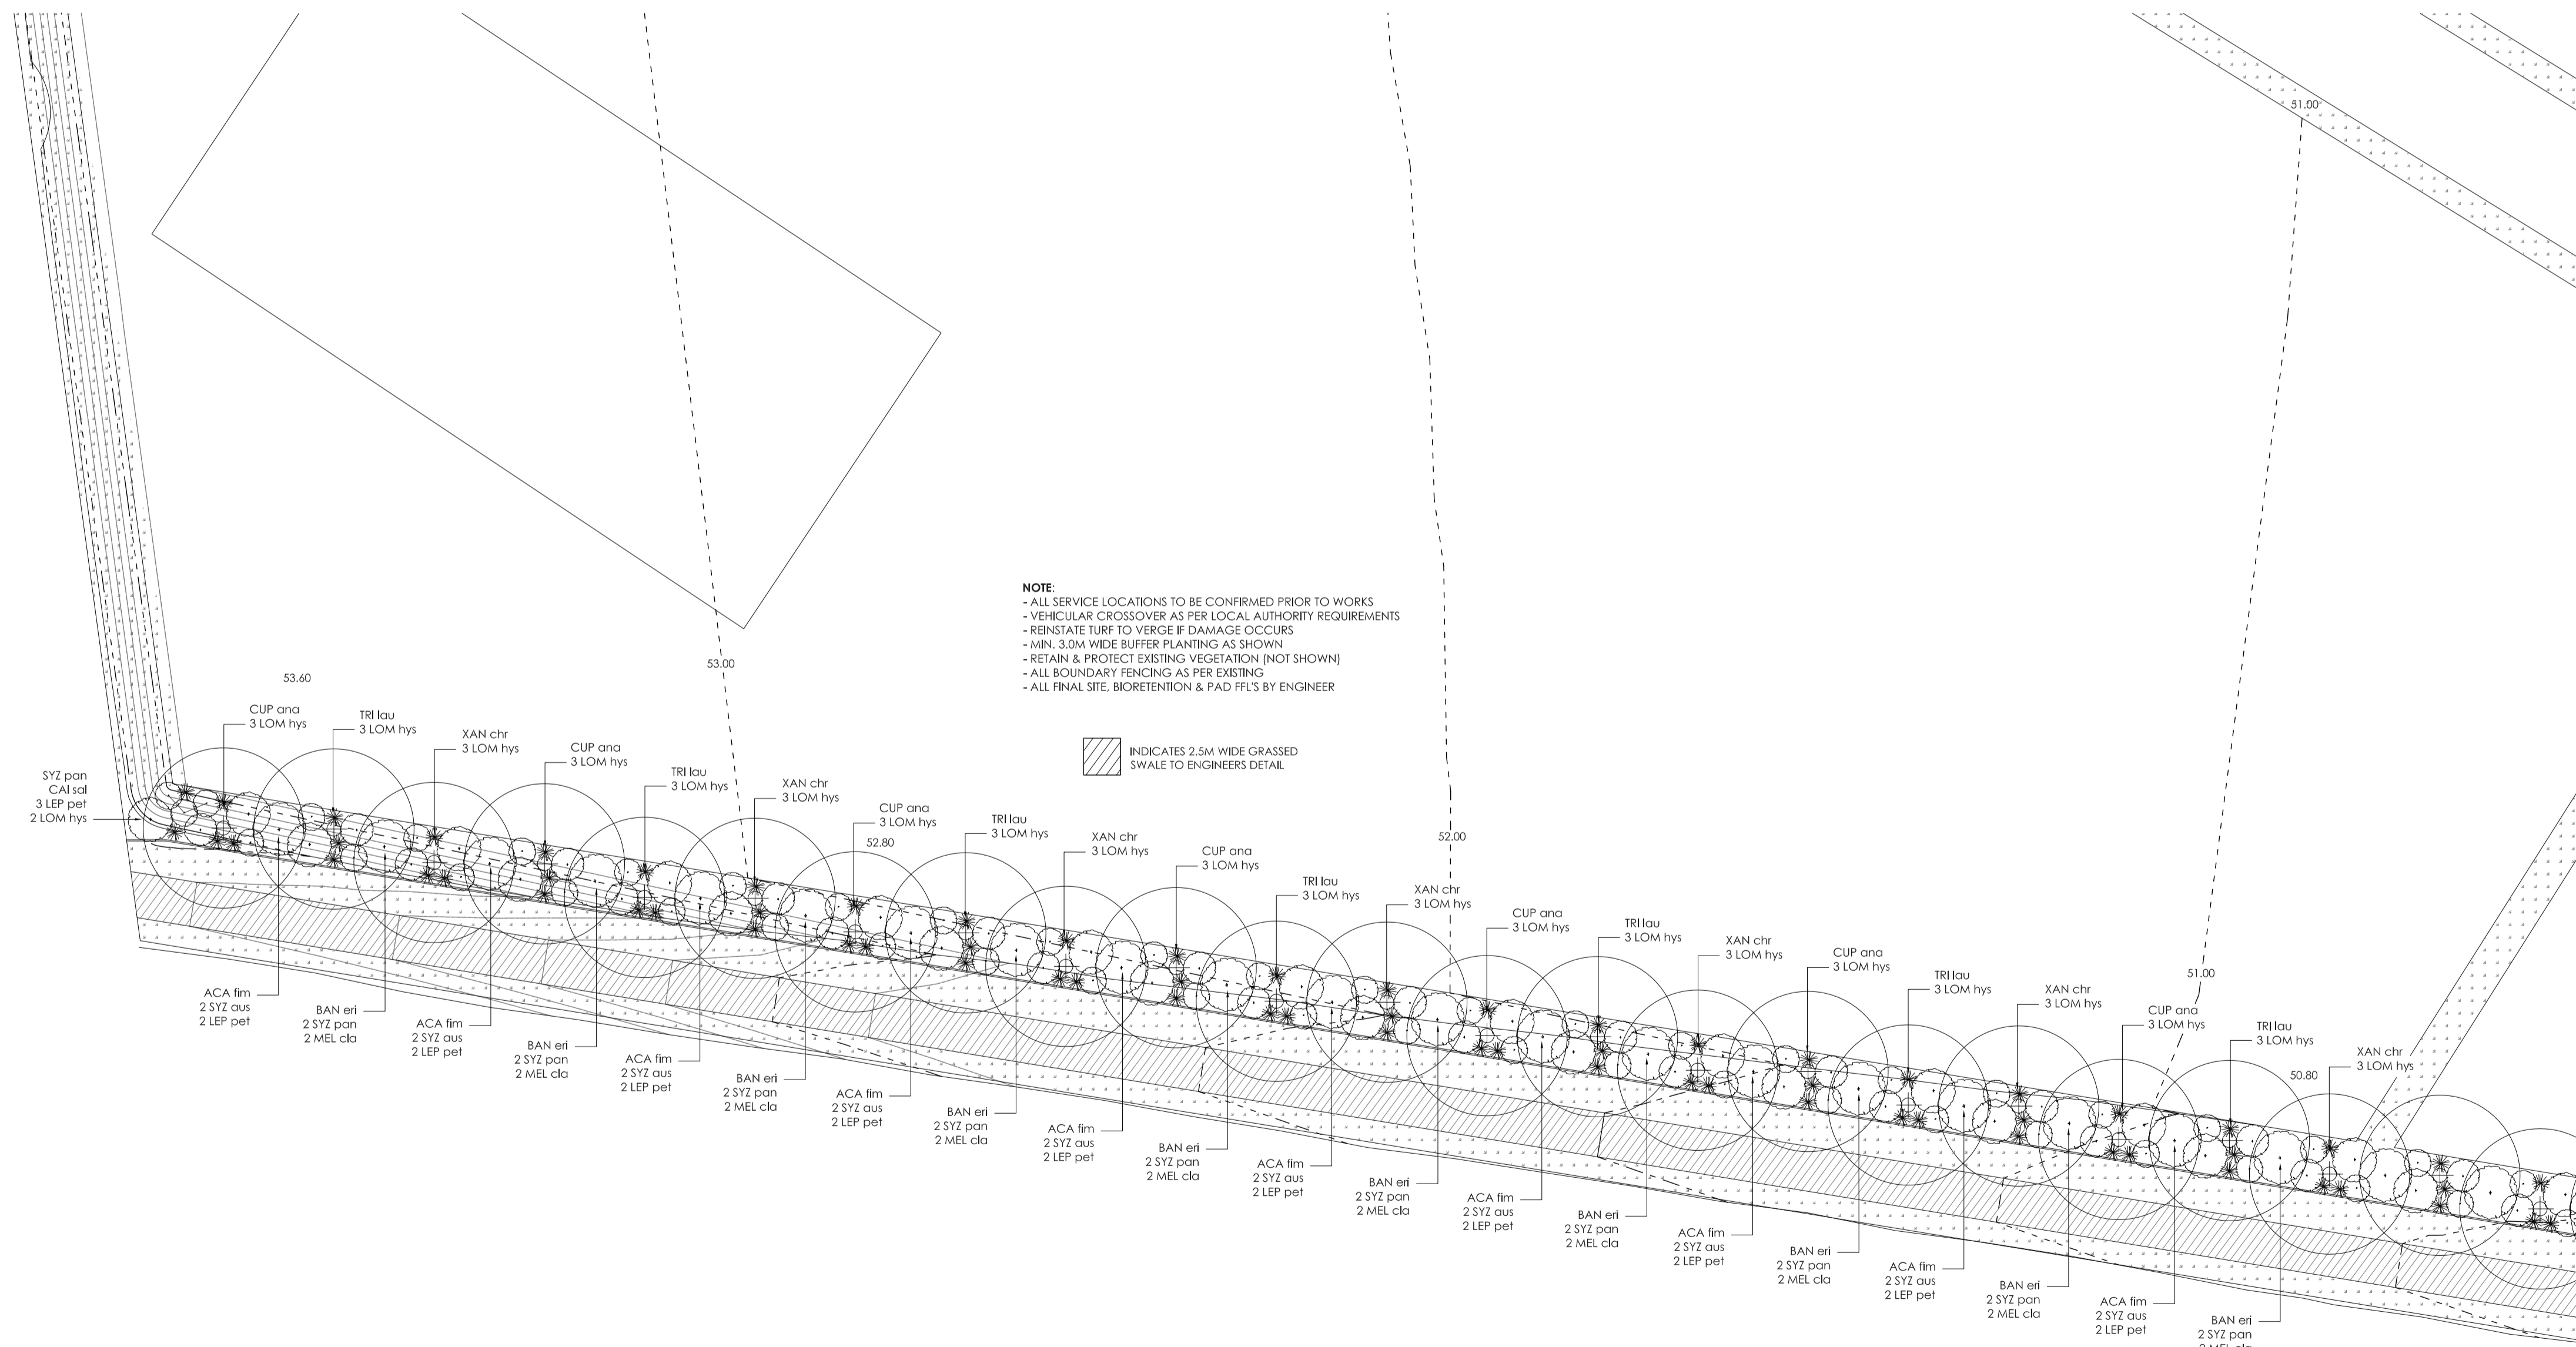 51.00
NOTE:
- ALL SERVICE LOCATIONS TO BE CONFIRMED PRIOR TO WORKS
- VEHICULAR CROSSOVER AS PER LOCAL AUTHORITY REQUIREMENTS
- REINSTATE TURF TO VERGE IF DAMAGE OCCURS
- MIN. 3.0M WIDE BUFFER PLANTING AS SHOWN
- RETAIN & PROTECT EXISTING VEGETATION (NOT SHOWN)
- ALL BOUNDARY FENCING AS PER EXISTING
- ALL FINAL SITE, BIORETENTION & PAD FFL'S BY ENGINEER
INDICATES 2.5M WIDE GRASSED
SWALE TO ENGINEERS DETAIL
53.60
53.00
52.80
52.00
51.00
50.80
SYZ pan
CAl sal
3 LEP pet
2 LOM hys
CUP ana
3 LOM hys
TRI lau
3 LOM hys
XAN chr
3 LOM hys
CUP ana
3 LOM hys
TRI lau
3 LOM hys
XAN chr
3 LOM hys
CUP ana
3 LOM hys
TRI lau
3 LOM hys
XAN chr
3 LOM hys
CUP ana
3 LOM hys
TRI lau
3 LOM hys
XAN chr
3 LOM hys
CUP ana
3 LOM hys
TRI lau
3 LOM hys
XAN chr
3 LOM hys
CUP ana
3 LOM hys
TRI lau
3 LOM hys
XAN chr
3 LOM hys
CUP ana
3 LOM hys
TRI lau
3 LOM hys
XAN chr
3 LOM hys
ACA fim
2 SYZ aus
2 LEP pet
BAN eri
2 SYZ pan
2 MEL cla
ACA fim
2 SYZ aus
2 LEP pet
BAN eri
2 SYZ pan
2 MEL cla
ACA fim
2 SYZ aus
2 LEP pet
BAN eri
2 SYZ pan
2 MEL cla
ACA fim
2 SYZ aus
2 LEP pet
BAN eri
2 SYZ pan
2 MEL cla
ACA fim
2 SYZ aus
2 LEP pet
BAN eri
2 SYZ pan
2 MEL cla
ACA fim
2 SYZ aus
2 LEP pet
BAN eri
2 SYZ pan
2 MEL cla
ACA fim
2 SYZ aus
2 LEP pet
BAN eri
2 SYZ pan
2 MEL cla
ACA fim
2 SYZ aus
2 LEP pet
BAN eri
2 SYZ pan
2 MEL cla
ACA fim
2 SYZ aus
2 LEP pet
BAN eri
2 SYZ pan
2 MEL cla
ACA fim
2 SYZ aus
2 LEP pet
BAN eri
2 SYZ pan